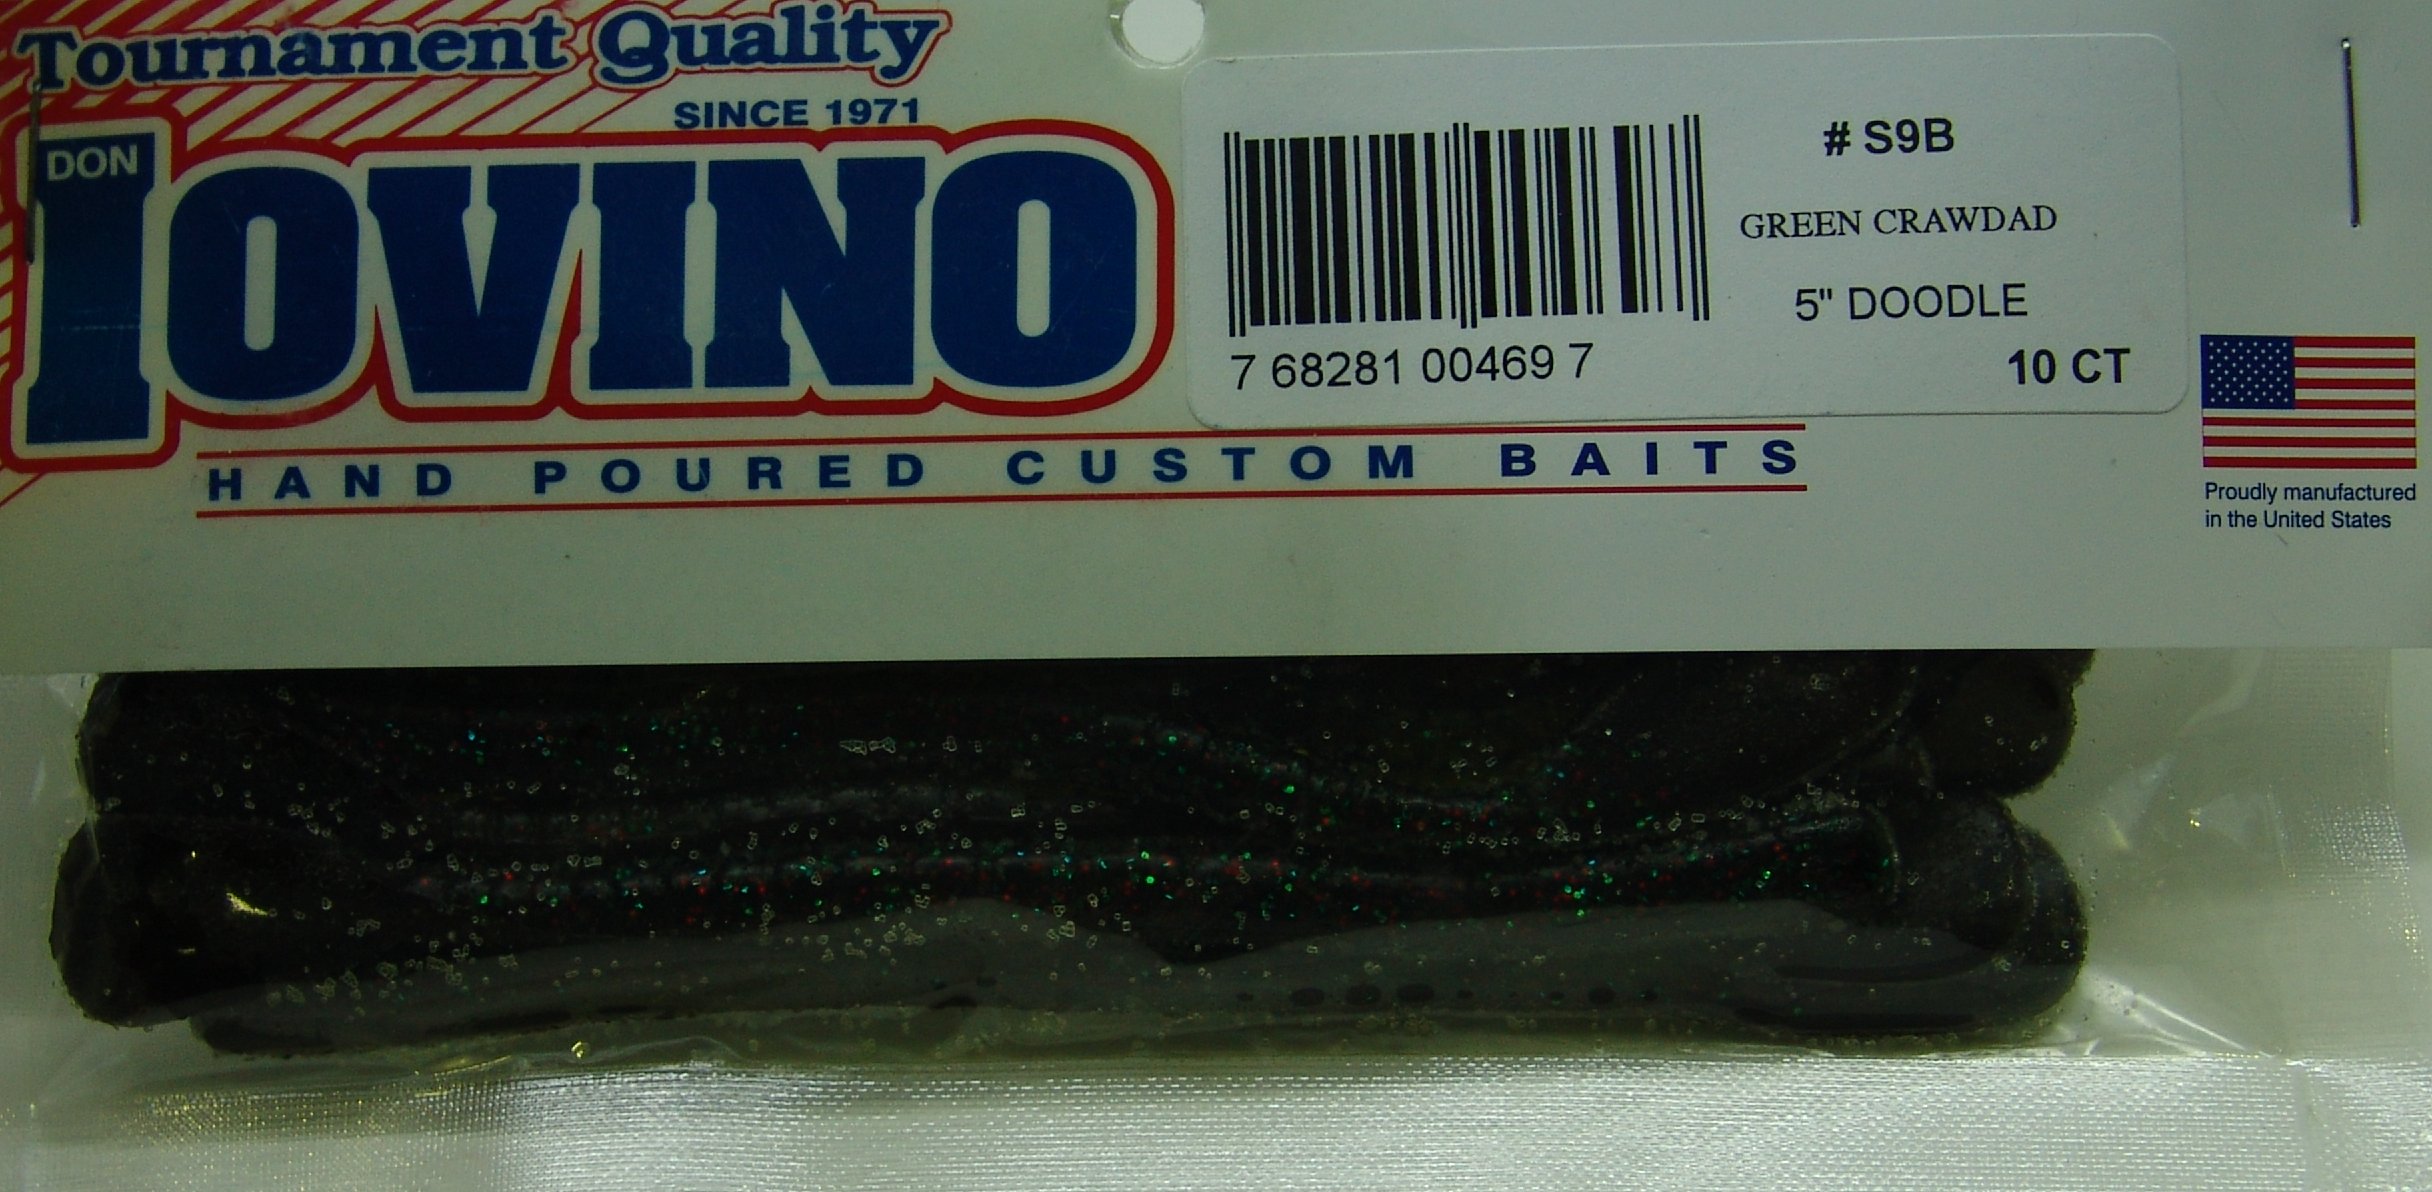 Tournament Quality
SINCE 1971
DON
IOVINO
HAND POURED CUSTOM BAITS
# S9B
GREEN CRAWDAD
5" DOODLE
10 CT
7 68281 00469 7
Proudly manufactured
in the United States